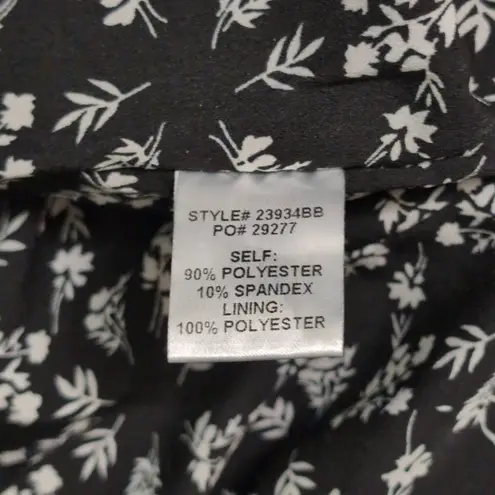 STYLE# 23934BB
PO# 29277
SELF:
90% POLYESTER
10% SPANDEX
LINING:
100% POLYESTER